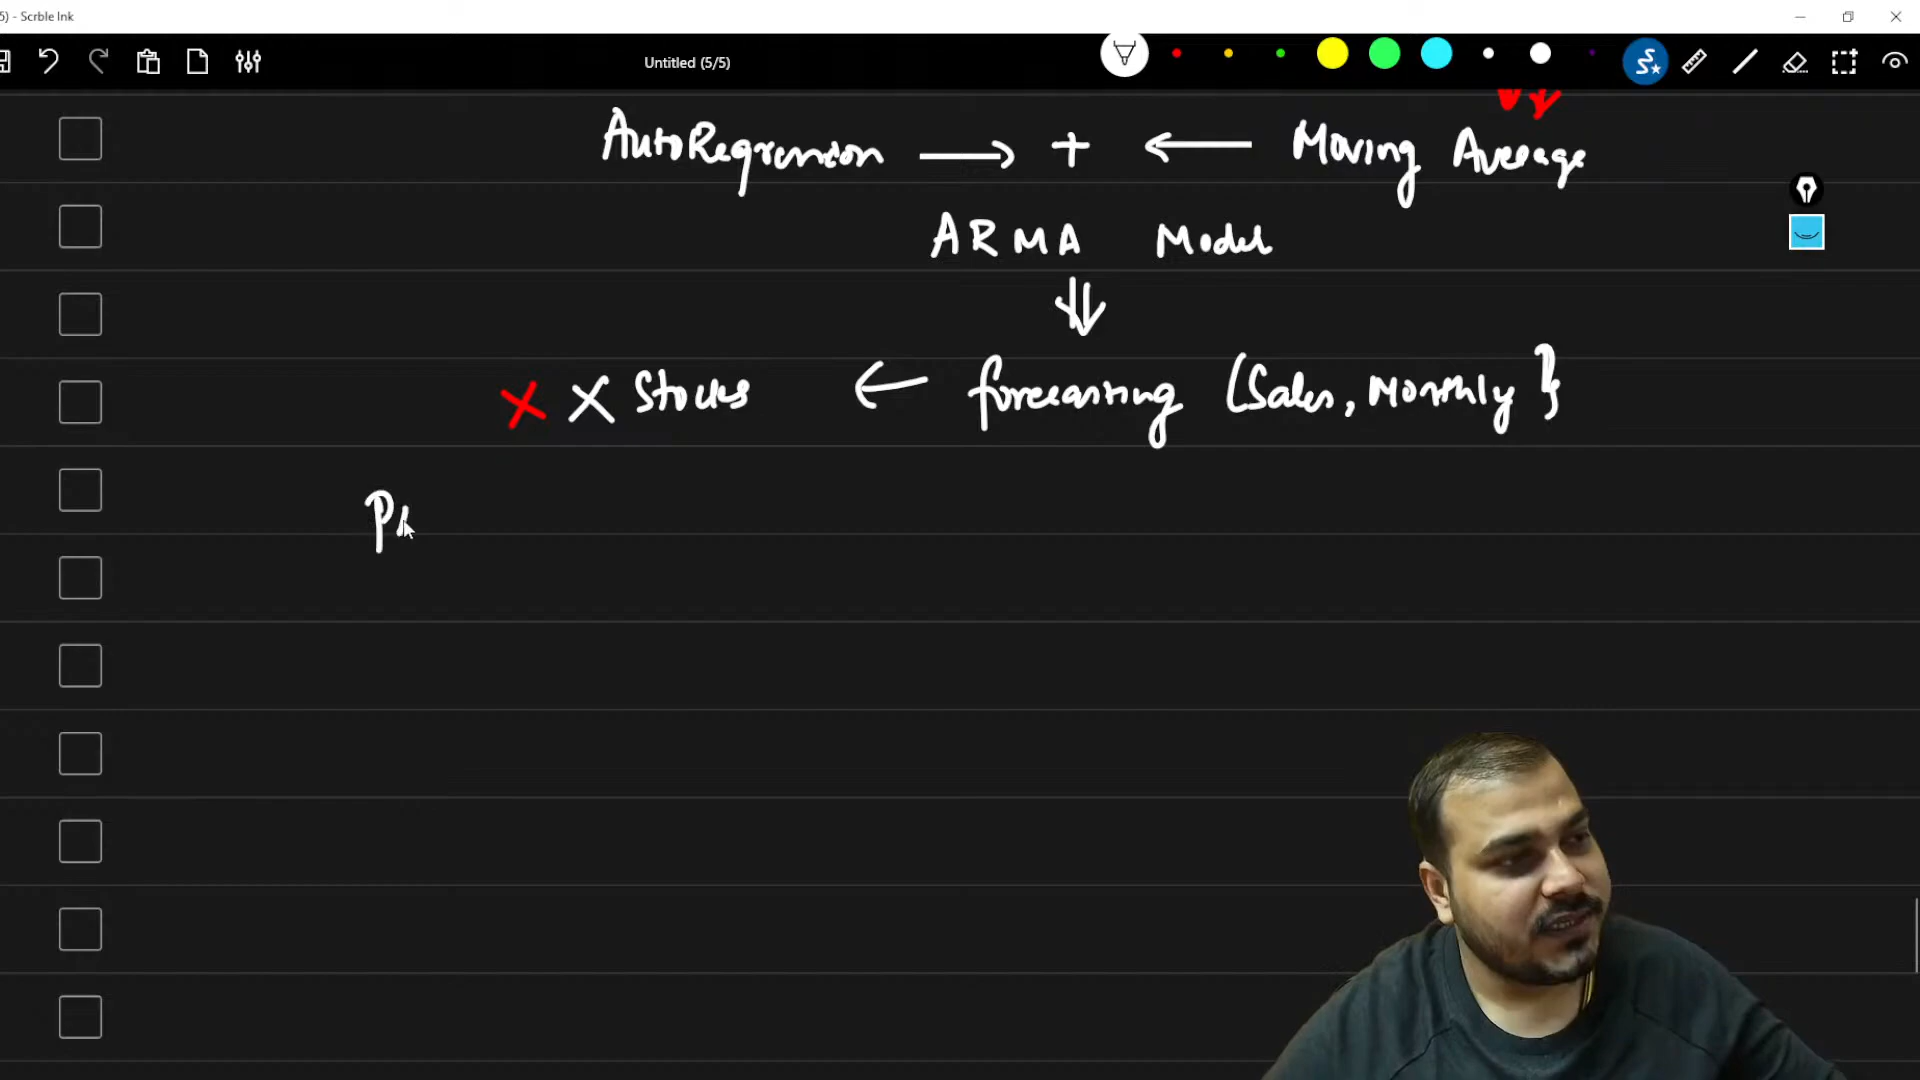 5) - Scrble Ink
Untitled (5/5)
AutoRegression → + ← Moving Average
ARMA Model
X X Stocks ← forecasting {Sales, Monthly}